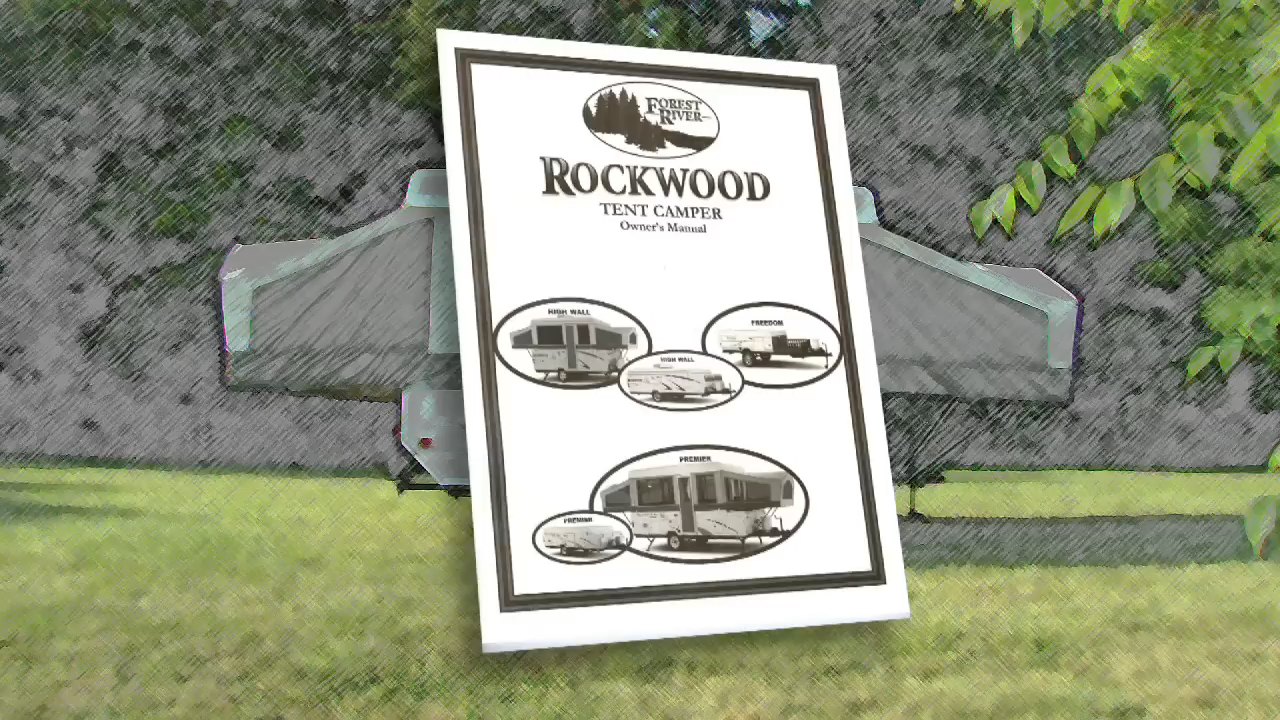 FOREST
RIVER
ROCKWOOD
TENT CAMPER
Owner's Manual
HIGH WALL
FREEDOM
HIGH WALL
PREMIER
PREMIER